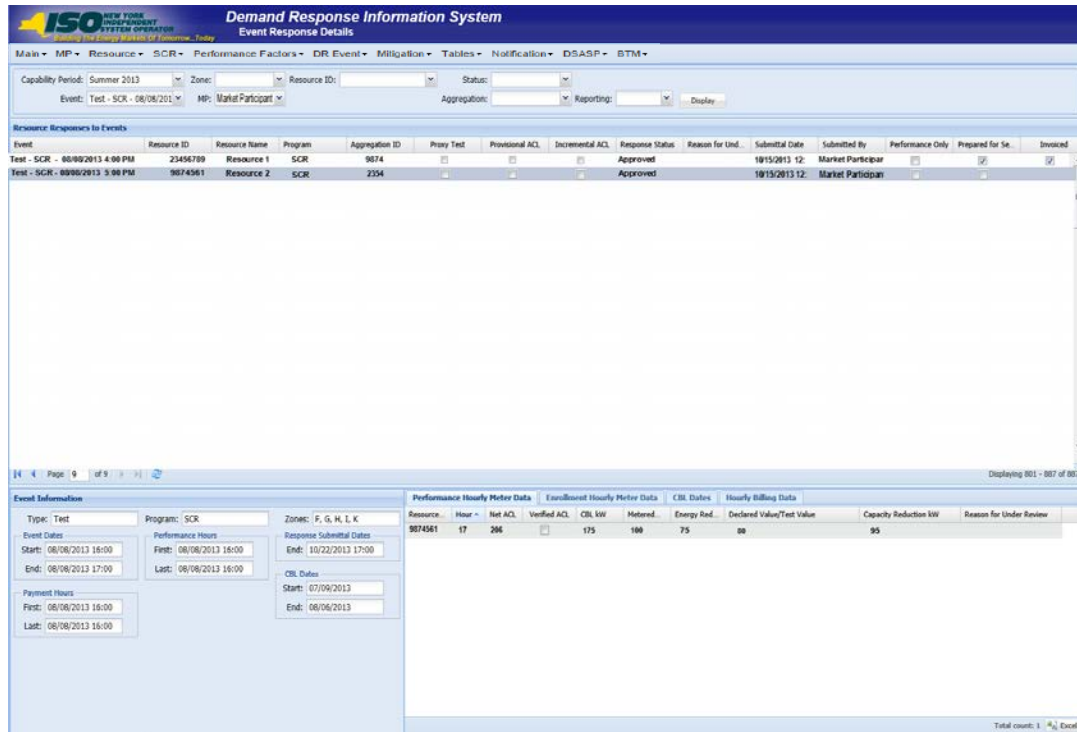 NEW YORK
ISO INDEPENDENT
SYSTEM OPERATOR
Building The Energy Markets Of Tomorrow...Today
Demand Response Information System
Event Response Details
Main MP Resource SCR Performance Factors DR Event Mitigation Tables Notification DSASP BTM
Capability Period: Summer 2013 Zone: Resource ID: Status:
Event: Test - SCR - 08/08/201 MP: Market Participant Aggregation: Reporting: Display
Resource Responses to Events
Event Resource ID Resource Name Program Aggregation ID Proxy Test Provisional ACL Incremental ACL Response Status Reason for Und... Submittal Date Submitted By Performance Only Prepared for Se... Invoiced
Test - SCR - 08/08/2013 4:00 PM 23456789 Resource 1 SCR 9874 Approved 10/15/2013 12: Market Participar
Test - SCR - 08/08/2013 5:00 PM 9874561 Resource 2 SCR 2354 Approved 10/15/2013 12: Market Participan
Page 9 of 9 Displaying 801 - 887 of 887
Event Information
Type: Test Program: SCR Zones: F, G, H, I, K
Event Dates Performance Hours Response Submittal Dates
Start: 08/08/2013 16:00 First: 08/08/2013 16:00 End: 10/22/2013 17:00
End: 08/08/2013 17:00 Last: 08/08/2013 16:00
CBL Dates
Start: 07/09/2013
Payment Hours
First: 08/08/2013 16:00 End: 08/06/2013
Last: 08/08/2013 16:00
Performance Hourly Meter Data Enrollment Hourly Meter Data CBL Dates Hourly Billing Data
Resource... Hour Net ACL Verified ACL CBL kW Metered... Energy Red... Declared Value/Test Value Capacity Reduction kW Reason for Under Review
9874561 17 206 175 100 75 80 95
Total count: 1 Excel